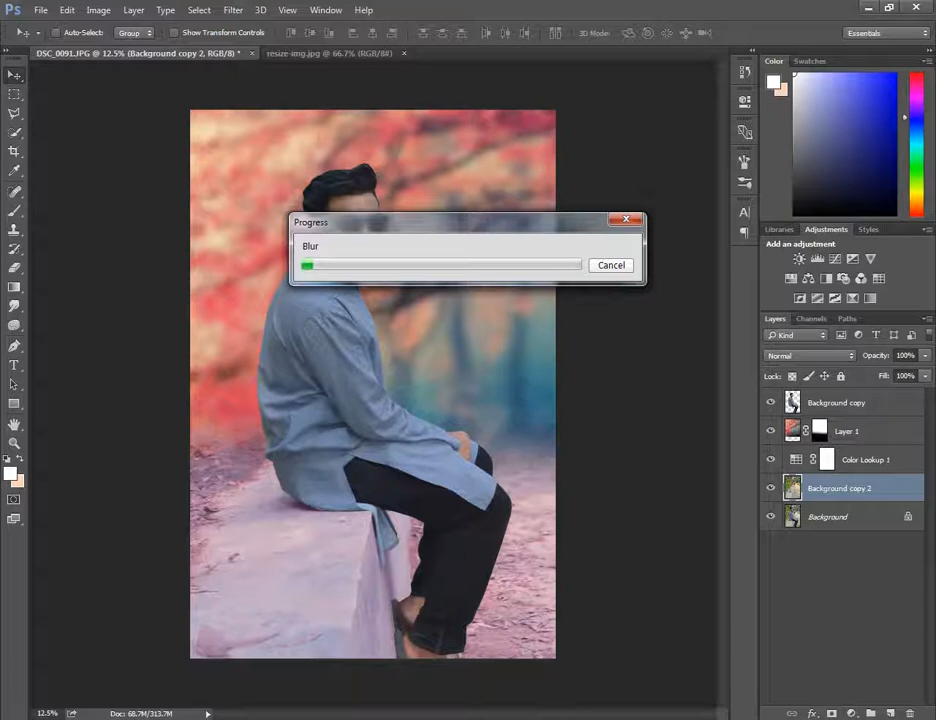 Ps File Edit Image Layer Type Select Filter 3D View Window Help
Auto-Select: Group Show Transform Controls 3D Mode: Essentials
DSC_0091.JPG @ 12.5% (Background copy 2, RGB/8) * × resize-img.jpg @ 66.7% (RGB/8#) ×
Color Swatches
Progress
Blur
Cancel
Libraries Adjustments Styles
Add an adjustment
Layers Channels Paths
Kind
Normal Opacity: 100%
Lock: Fill: 100%
Background copy
Layer 1
Color Lookup 1
Background copy 2
Background
12.5% Doc: 68.7M/313.7M